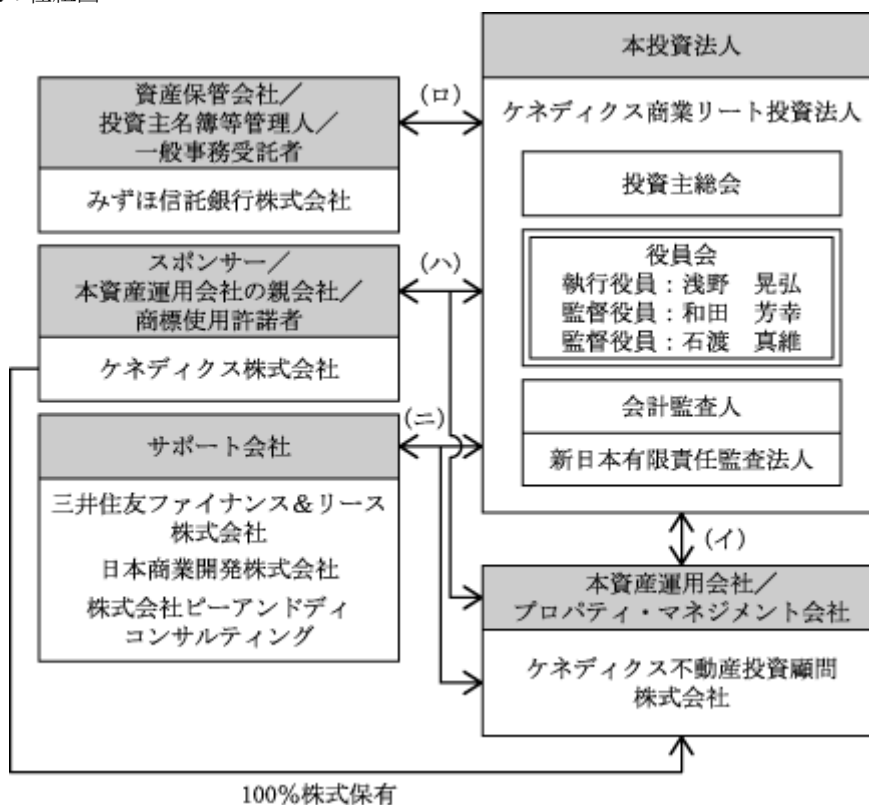 本投資法人
ケネディクス商業リート投資法人
投資主総会
役員会
執行役員：浅野　晃弘
監督役員：和田　芳幸
監督役員：石渡　真維
会計監査人
新日本有限責任監査法人
資産保管会社／
投資主名簿等管理人／
一般事務受託者
みずほ信託銀行株式会社
(ロ)
スポンサー／
本資産運用会社の親会社／
商標使用許諾者
ケネディクス株式会社
(ハ)
サポート会社
三井住友ファイナンス＆リース
株式会社
日本商業開発株式会社
株式会社ピーアンドディ
コンサルティング
(ニ)
(イ)
本資産運用会社／
プロパティ・マネジメント会社
ケネディクス不動産投資顧問
株式会社
100％株式保有